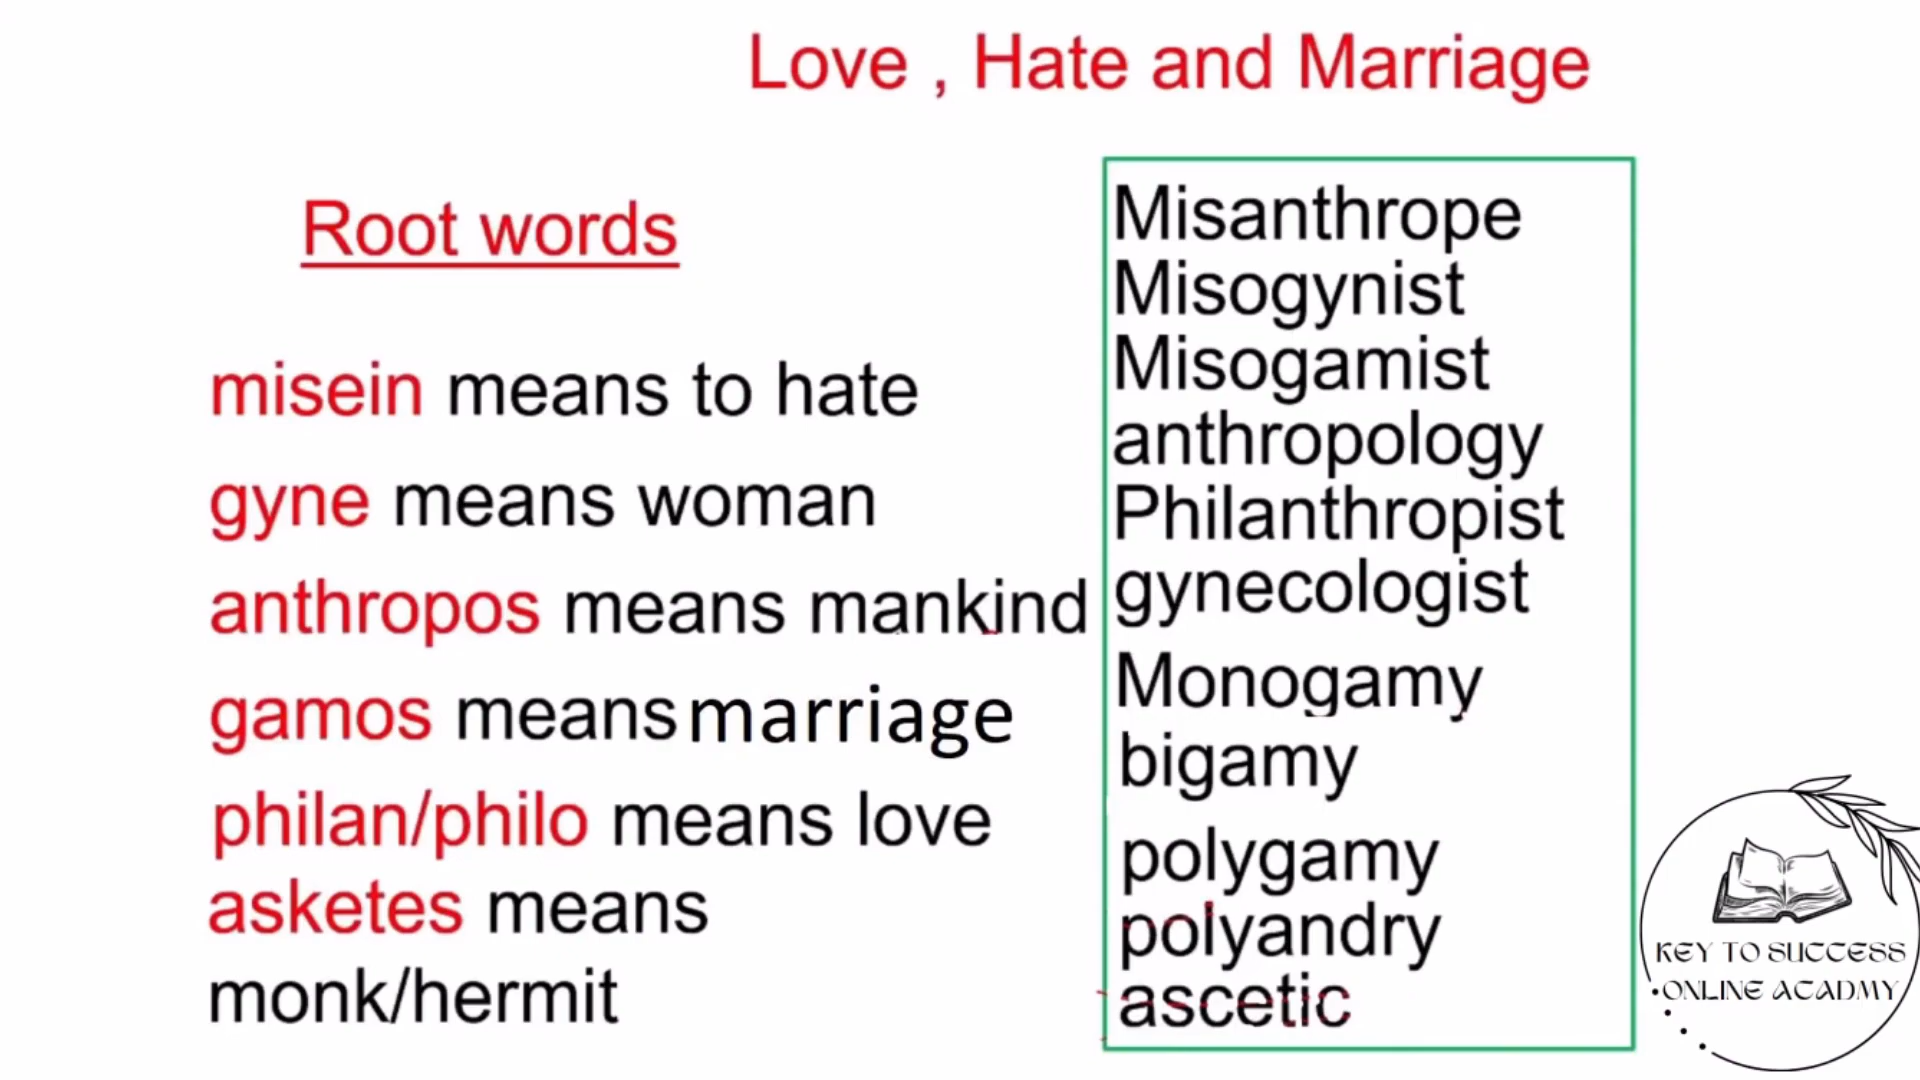 Love , Hate and Marriage
Root words
misein means to hate
gyne means woman
anthropos means mankind
gamos means marriage
philan/philo means love
asketes means
monk/hermit
Misanthrope
Misogynist
Misogamist
anthropology
Philanthropist
gynecologist
Monogamy
bigamy
polygamy
polyandry
ascetic
KEY TO SUCCESS
ONLINE ACADMY